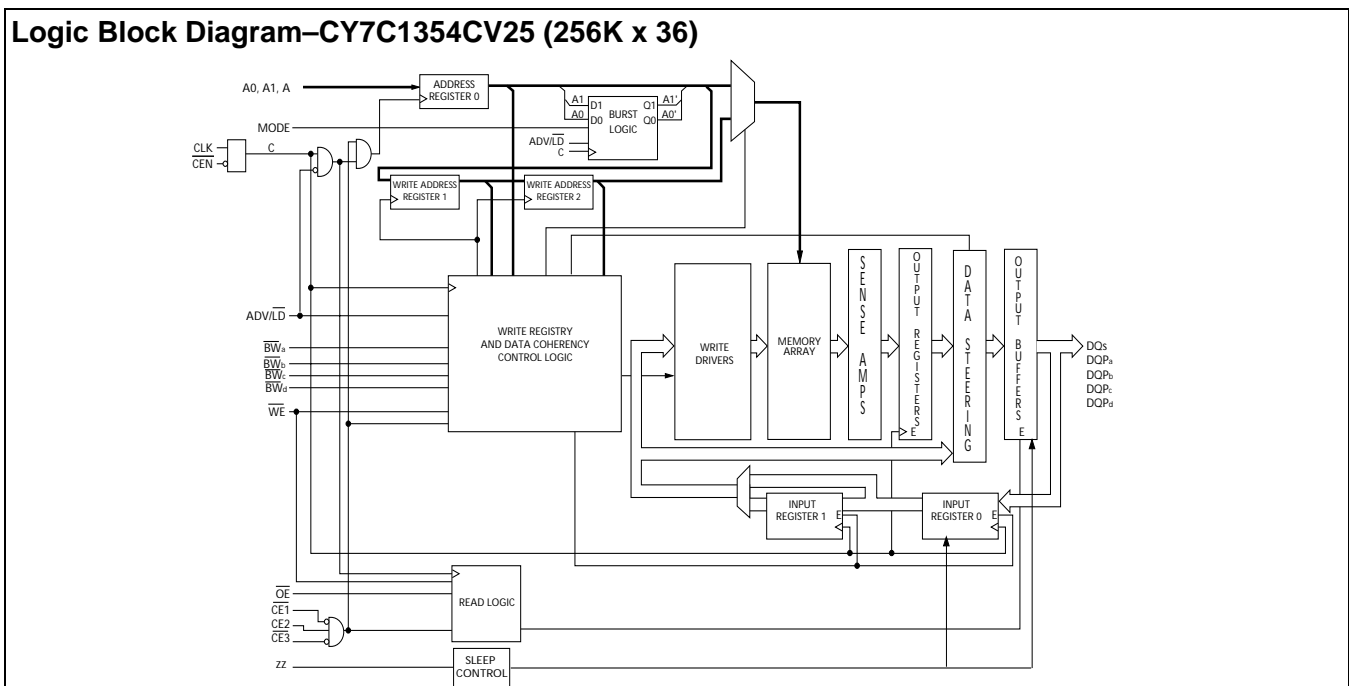 Logic Block Diagram–CY7C1354CV25 (256K x 36)
A0, A1, A
ADDRESS
REGISTER 0
A1
A0
D1
D0
BURST
LOGIC
Q1
Q0
A1'
A0'
MODE
ADV/LD
C
CLK
CEN
C
WRITE ADDRESS
REGISTER 1
WRITE ADDRESS
REGISTER 2
ADV/LD
BWa
BWb
BWc
BWd
WE
WRITE REGISTRY
AND DATA COHERENCY
CONTROL LOGIC
WRITE
DRIVERS
MEMORY
ARRAY
SENSE AMPS
OUTPUT REGISTERS
E
DATA STEERING
OUTPUT BUFFERS
E
DQs
DQPa
DQPb
DQPc
DQPd
INPUT
REGISTER 1
E
INPUT
REGISTER 0
E
OE
CE1
CE2
CE3
READ LOGIC
ZZ
SLEEP
CONTROL